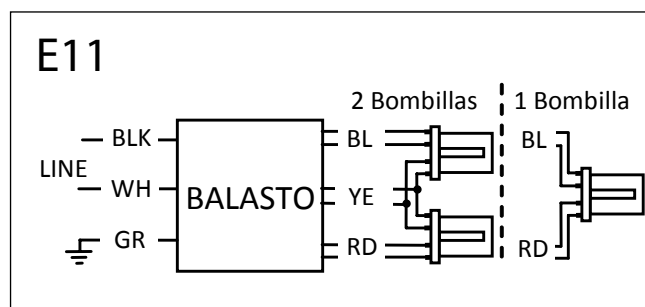 E11
2 Bombillas
1 Bombilla
BLK
BL
BL
LINE
WH
BALASTO
YE
GR
RD
RD